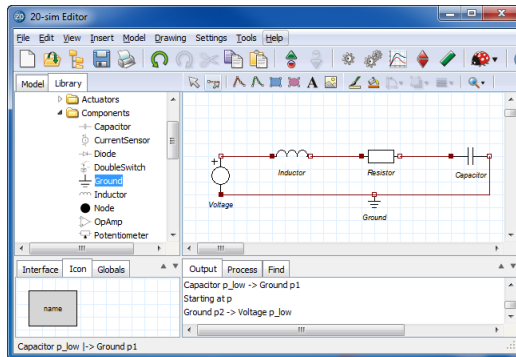 20-sim Editor
File Edit View Insert Model Drawing Settings Tools Help
Model Library
Actuators
Components
Capacitor
CurrentSensor
Diode
DoubleSwitch
Ground
Inductor
Node
OpAmp
Potentiometer
Inductor
Resistor
Capacitor
Voltage
Ground
Interface Icon Globals
name
Output Process Find
Capacitor p_low -> Ground p1
Starting at p
Ground p2 -> Voltage p_low
Capacitor p_low |-> Ground p1